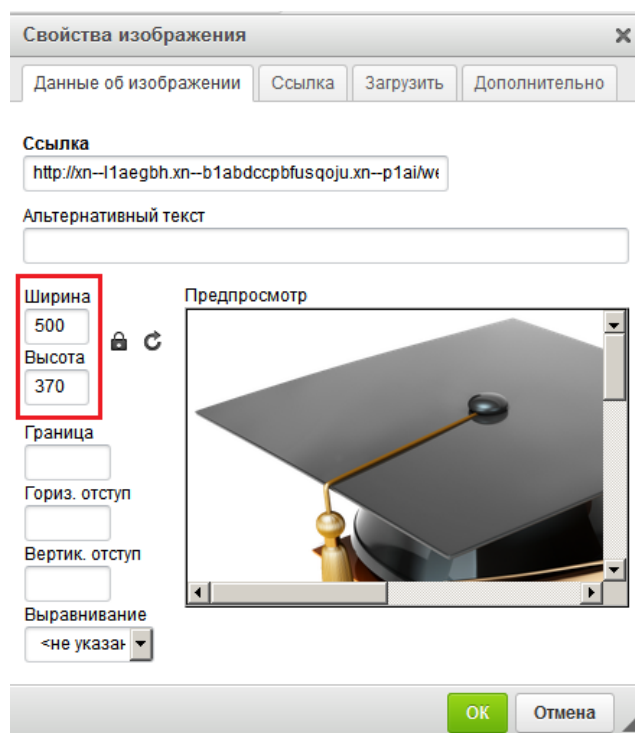 Свойства изображения
Данные об изображении Ссылка Загрузить Дополнительно
Ссылка
http://xn--l1aegbh.xn--b1abdccpbfusqoju.xn--p1ai/we
Альтернативный текст
Ширина Предпросмотр
500
Высота
370
Граница
Гориз. отступ
Вертик. отступ
Выравнивание
<не указан
ОК Отмена